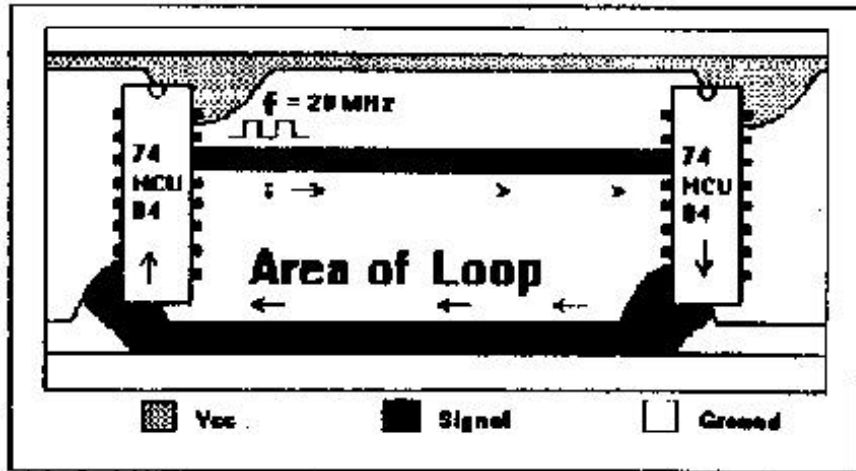 f = 20 MHz
74
HCU
04
74
HCU
04
Area of Loop
Vcc
Signal
Ground